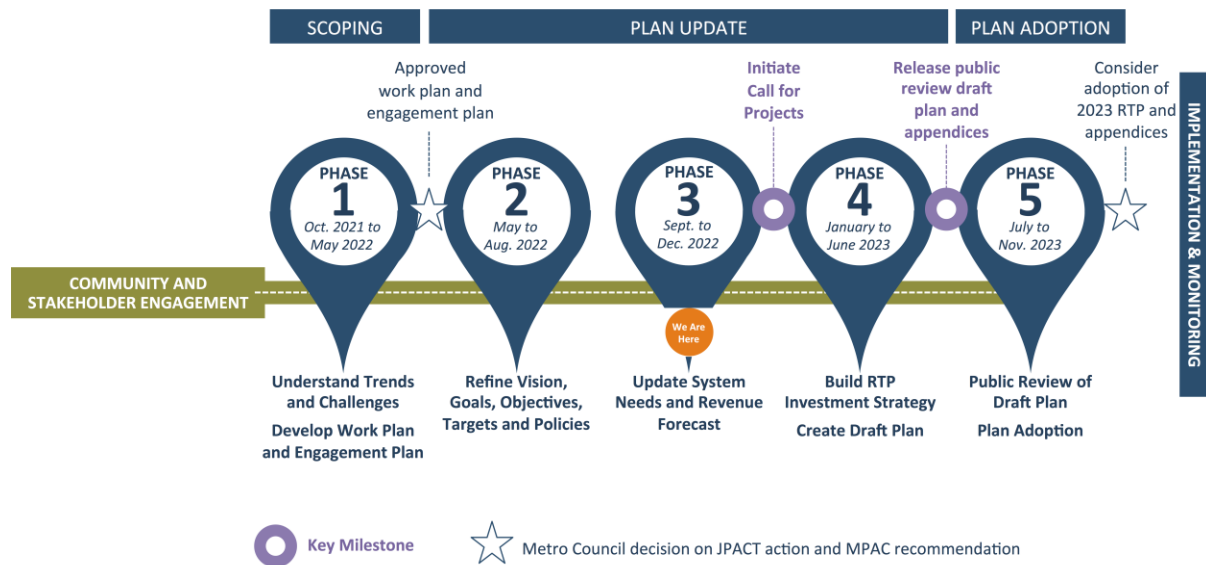 SCOPING
PLAN UPDATE
PLAN ADOPTION
Approved
work plan and
engagement plan
Initiate
Call for
Projects
Release public
review draft
plan and
appendices
Consider
adoption of
2023 RTP and
appendices
IMPLEMENTATION & MONITORING
PHASE
1
Oct. 2021 to
May 2022
PHASE
2
May to
Aug. 2022
PHASE
3
Sept. to
Dec. 2022
PHASE
4
January to
June 2023
PHASE
5
July to
Nov. 2023
COMMUNITY AND
STAKEHOLDER ENGAGEMENT
We Are
Here
Understand Trends
and Challenges
Develop Work Plan
and Engagement Plan
Refine Vision,
Goals, Objectives,
Targets and Policies
Update System
Needs and Revenue
Forecast
Build RTP
Investment Strategy
Create Draft Plan
Public Review of
Draft Plan
Plan Adoption
Key Milestone
Metro Council decision on JPACT action and MPAC recommendation